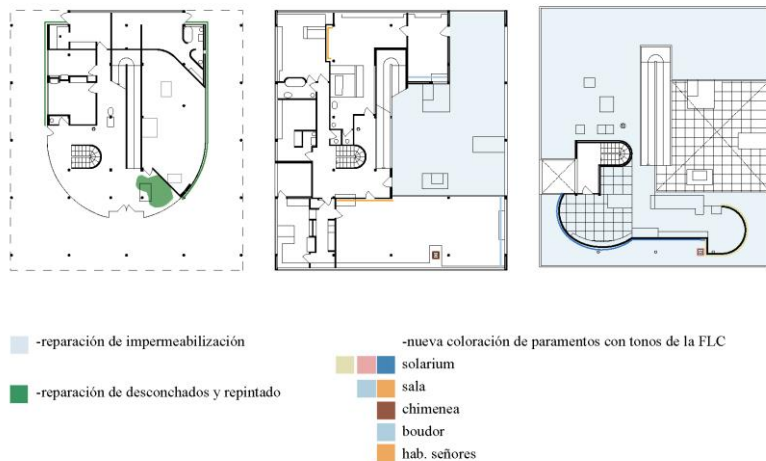 -reparación de impermeabilización
-reparación de desconchados y repintado
-nueva coloración de paramentos con tonos de la FLC
solarium
sala
chimenea
boudor
hab. señores